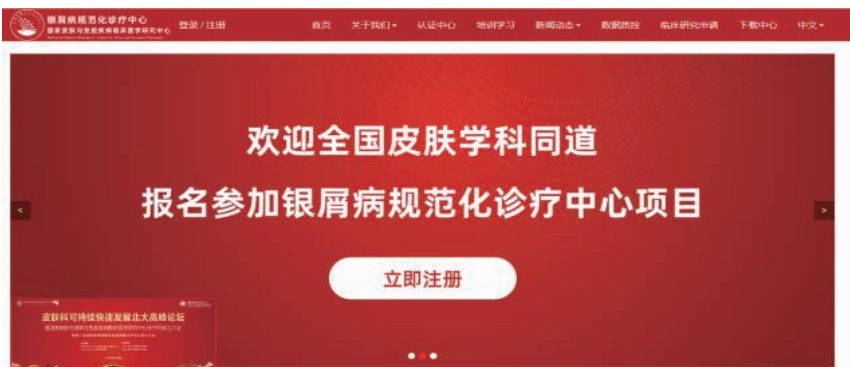 银屑病规范化诊疗中心
国家皮肤与免疫疾病临床医学研究中心
登录 / 注册
首页 关于我们 认证中心 培训学习 新闻动态 数据质控 临床研究申请 下载中心 中文
欢迎全国皮肤学科同道
报名参加银屑病规范化诊疗中心项目
<
>
立即注册
皮肤科可持续快速发展北大高峰论坛